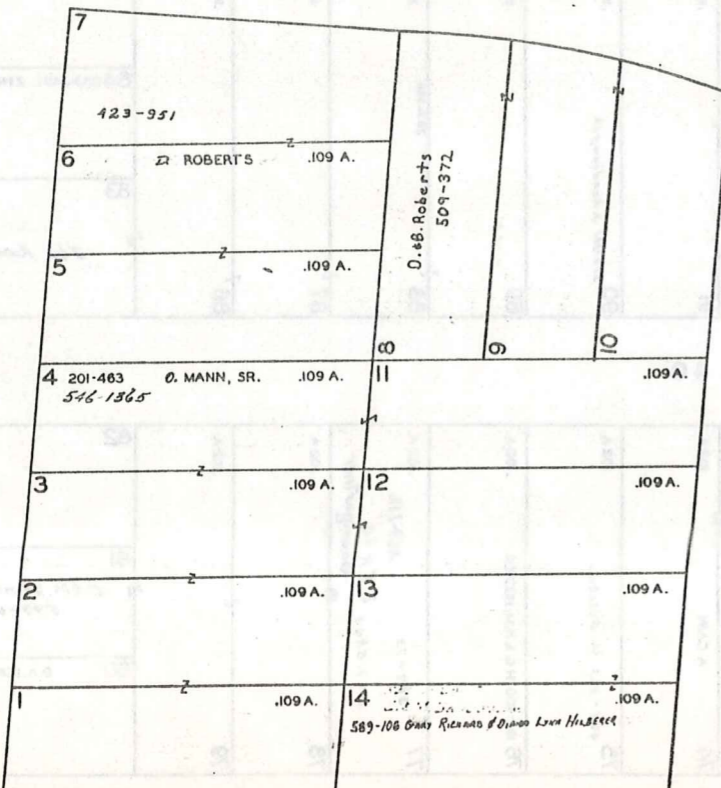 7
423-951
6 D ROBERTS .109 A.
5 .109 A.
D. & B. Roberts
509-372
8
9
10
4 201-463 O. MANN, SR. .109 A.
546-1365
11 .109 A.
3 .109 A.
12 .109 A.
2 .109 A.
13 .109 A.
1 .109 A.
14 .109 A.
589-106 Gary Richard & Lynn Hilberer